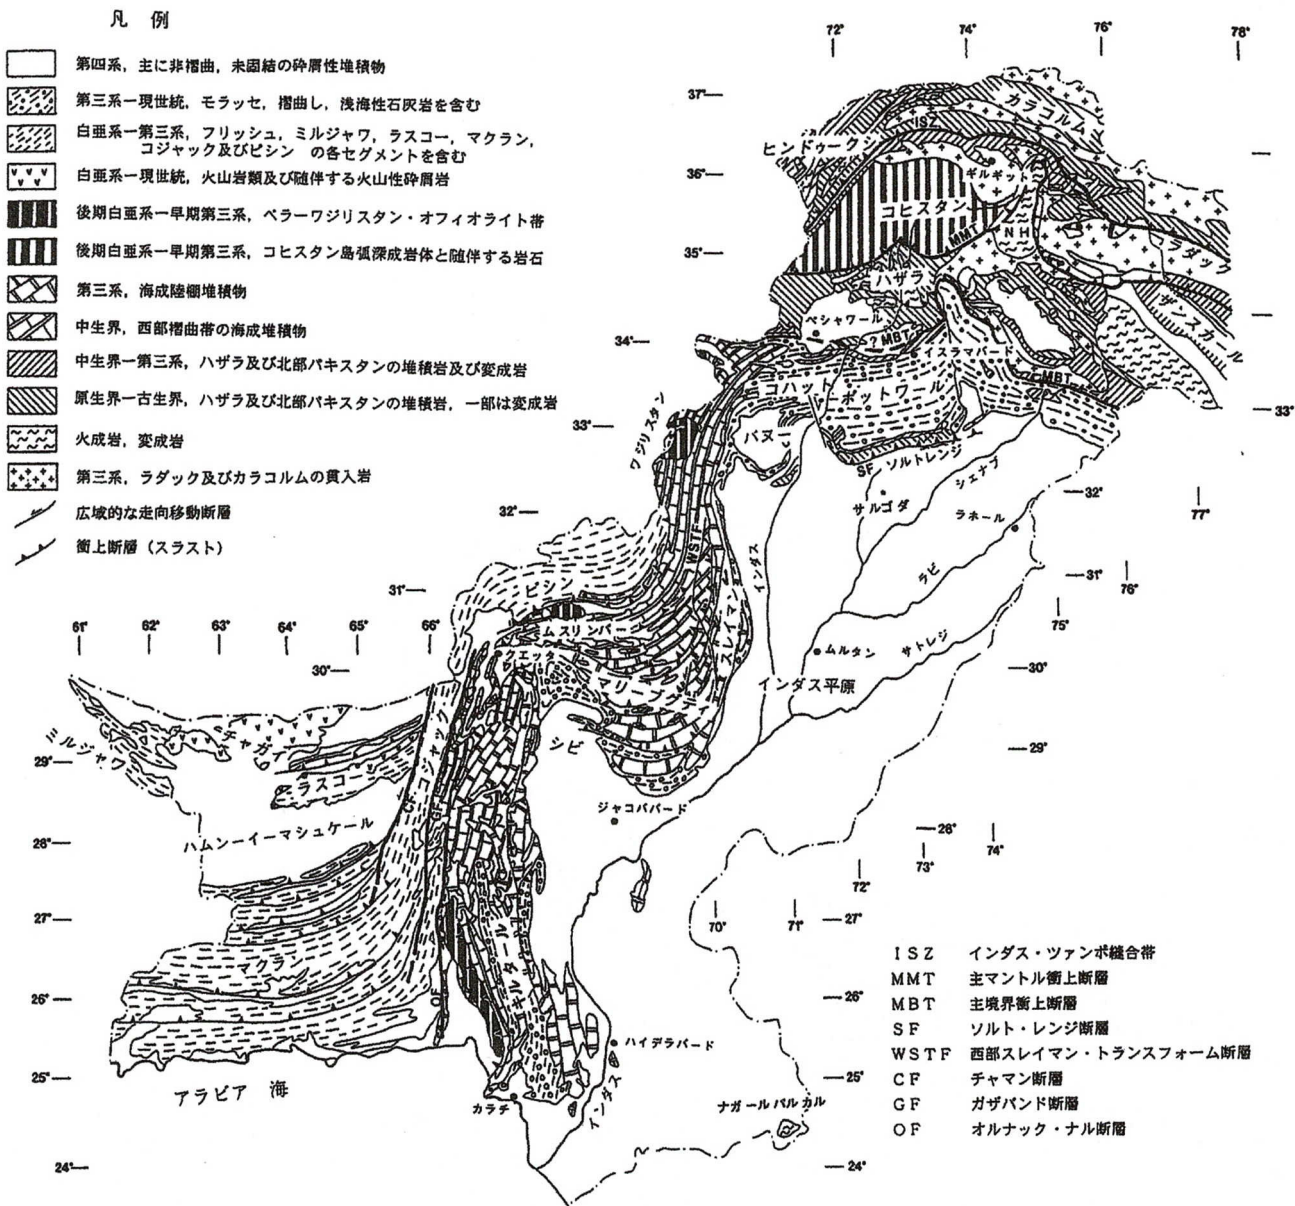 凡 例
第四系，主に非褶曲，未固結の砕屑性堆積物
第三系ー現世統，モラッセ，褶曲し，浅海性石灰岩を含む
白亜系ー第三系，フリッシュ，ミルジャワ，ラスコー，マクラン，
コジャック及びピシン の各セグメントを含む
白亜系ー現世統，火山岩類及び随伴する火山性砕屑岩
後期白亜系ー早期第三系，ベラーワジリスタン・オフィオライト帯
後期白亜系ー早期第三系，コヒスタン島弧深成岩体と随伴する岩石
第三系，海成陸棚堆積物
中生界，西部褶曲帯の海成堆積物
中生界ー第三系，ハザラ及び北部パキスタンの堆積岩及び変成岩
原生界ー古生界，ハザラ及び北部パキスタンの堆積岩，一部は変成岩
火成岩，変成岩
第三系，ラダック及びカラコルムの貫入岩
広域的な走向移動断層
衝上断層（スラスト）
72° 74° 76° 78°
37°
36°
35°
34°
33°
32°
31°
カラコルム
ISZ
ヒンドゥークシ
ギルギット
コヒスタン
MMT
NH
ラダック
ハザラ
ザンスカール
ペシャワール
?MBT
イスラマバード
MBT
コハット
ポットワール
33°
ワジリスタン
バヌー
SF ソルトレンジ
シェナブ
32°
77°
サルゴダ
ラホール
WSTF
インダス
ラビ
31°
76°
75°
ピシン
ムスリンバー
スレイマン
61° 62° 63° 64° 65° 66°
30°
クエッタ
マリーブグティ
ムルタン
サトレジ
30°
インダス平原
ミルジャワ
チャガイ
コジャック
シビ
29°
29°
ラスコー
CF
GF
ジャコババード
ハムンーイーマシュケール
28°
28°
73°
74°
72°
27°
70°
71°
27°
マクラン
キルタール
26°
OF
26°
ハイデラバード
25°
アラビア 海
カラチ
インダス
25°
ナガールパルカル
24°
24°
ISZ インダス・ツァンポ縫合帯
MMT 主マントル衝上断層
MBT 主境界衝上断層
SF ソルト・レンジ断層
WSTF 西部スレイマン・トランスフォーム断層
CF チャマン断層
GF ガザバンド断層
OF オルナック・ナル断層